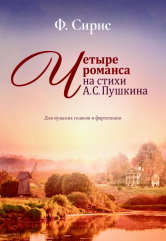 Ф. Сирис
Четыре
романса
на стихи
А.С. Пушкина
Для мужских голосов и фортепиано